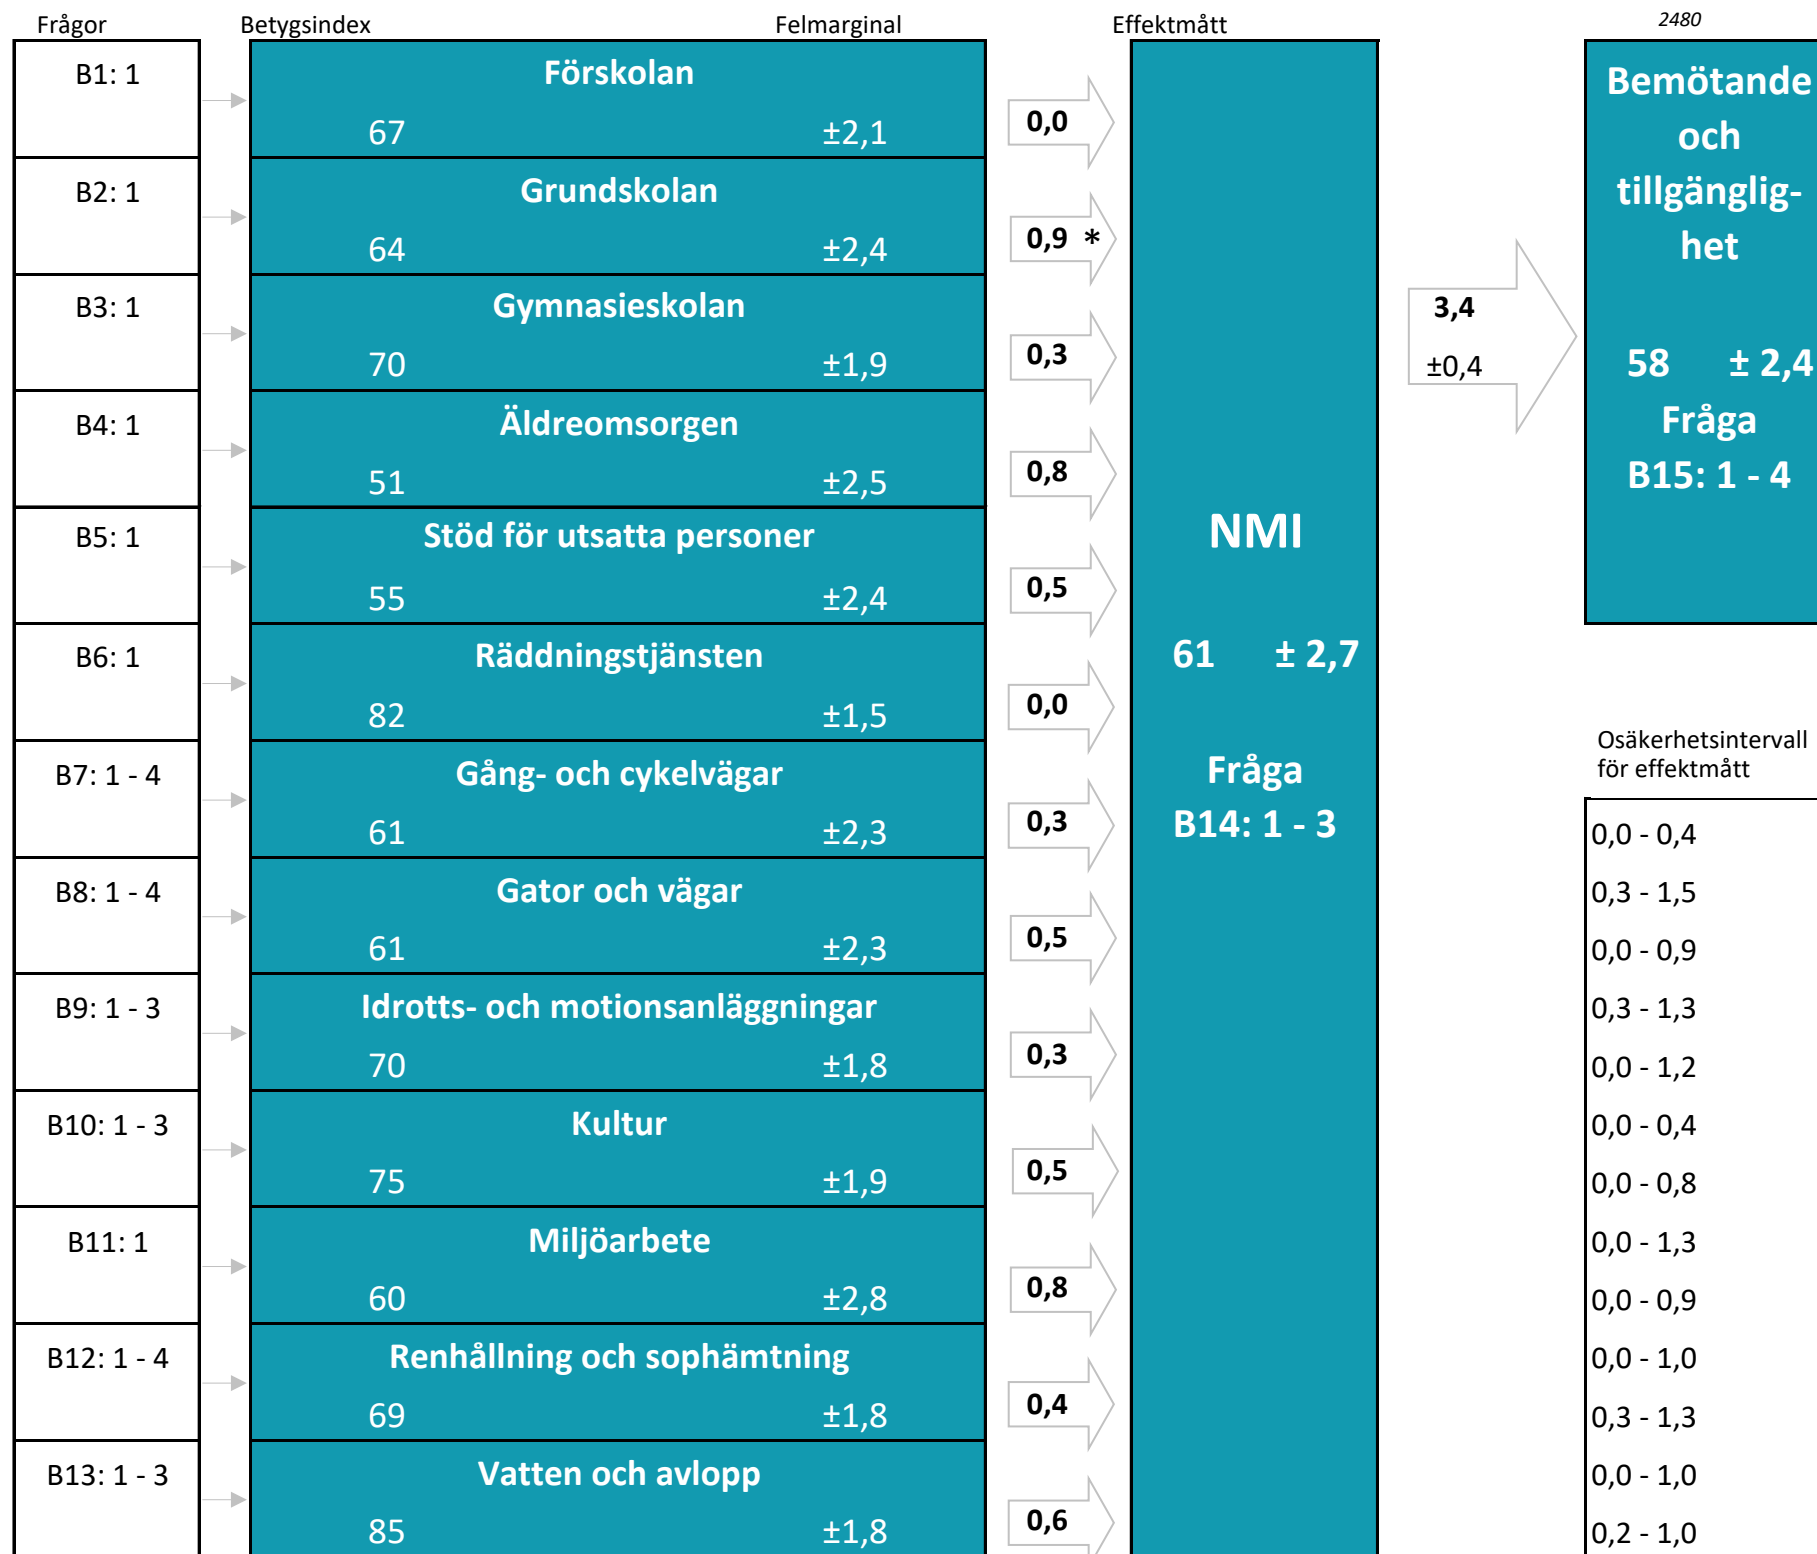 Frågor Betygsindex Felmarginal Effektmått 2480
B1: 1 Förskolan
67 ±2,1 0,0
B2: 1 Grundskolan
64 ±2,4 0,9 *
B3: 1 Gymnasieskolan
70 ±1,9 0,3
B4: 1 Äldreomsorgen
51 ±2,5 0,8
B5: 1 Stöd för utsatta personer
55 ±2,4 0,5
B6: 1 Räddningstjänsten
82 ±1,5 0,0
B7: 1 - 4 Gång- och cykelvägar
61 ±2,3 0,3
B8: 1 - 4 Gator och vägar
61 ±2,3 0,5
B9: 1 - 3 Idrotts- och motionsanläggningar
70 ±1,8 0,3
B10: 1 - 3 Kultur
75 ±1,9 0,5
B11: 1 Miljöarbete
60 ±2,8 0,8
B12: 1 - 4 Renhållning och sophämtning
69 ±1,8 0,4
B13: 1 - 3 Vatten och avlopp
85 ±1,8 0,6
NMI
61 ± 2,7
Fråga
B14: 1 - 3
3,4
±0,4
Bemötande
och
tillgänglig-
het
58 ± 2,4
Fråga
B15: 1 - 4
Osäkerhetsintervall
för effektmått
0,0 - 0,4
0,3 - 1,5
0,0 - 0,9
0,3 - 1,3
0,0 - 1,2
0,0 - 0,4
0,0 - 0,8
0,0 - 1,3
0,0 - 0,9
0,0 - 1,0
0,3 - 1,3
0,0 - 1,0
0,2 - 1,0